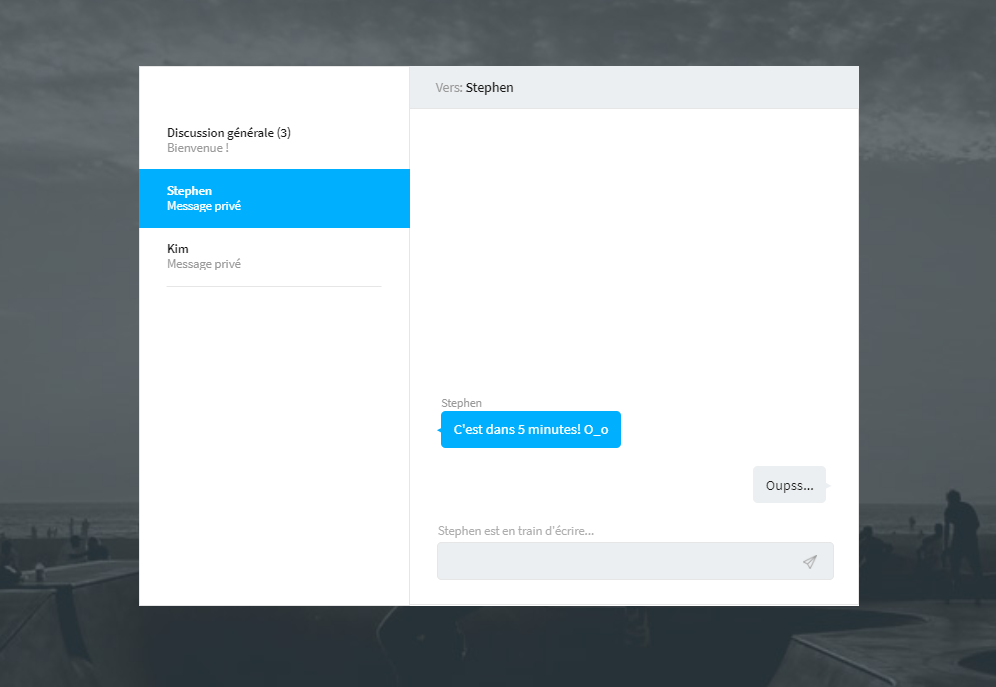 Discussion générale (3)
Bienvenue !
Stephen
Message privé
Kim
Message privé
Vers: Stephen
Stephen
C'est dans 5 minutes! O_o
Oupss...
Stephen est en train d'écrire...